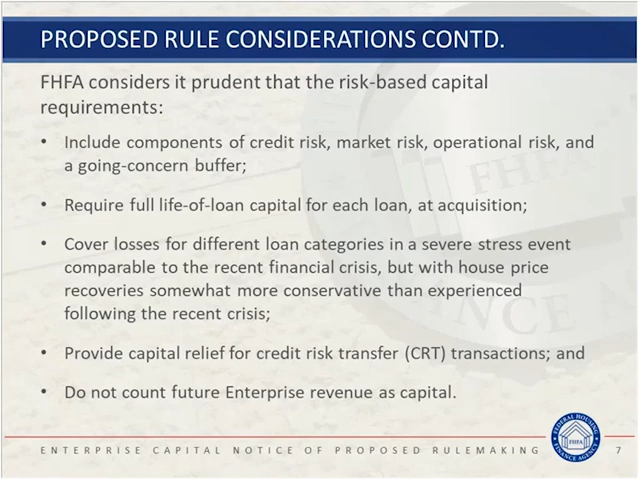 PROPOSED RULE CONSIDERATIONS CONTD.
FHFA considers it prudent that the risk-based capital
requirements:
• Include components of credit risk, market risk, operational risk, and
a going-concern buffer;
• Require full life-of-loan capital for each loan, at acquisition;
• Cover losses for different loan categories in a severe stress event
comparable to the recent financial crisis, but with house price
recoveries somewhat more conservative than experienced
following the recent crisis;
• Provide capital relief for credit risk transfer (CRT) transactions; and
• Do not count future Enterprise revenue as capital.
FHFA
NCE A
FEDERAL HOUSING
FHFA
FINANCE AGENCY
ENTERPRISE CAPITAL NOTICE OF PROPOSED RULEMAKING
7